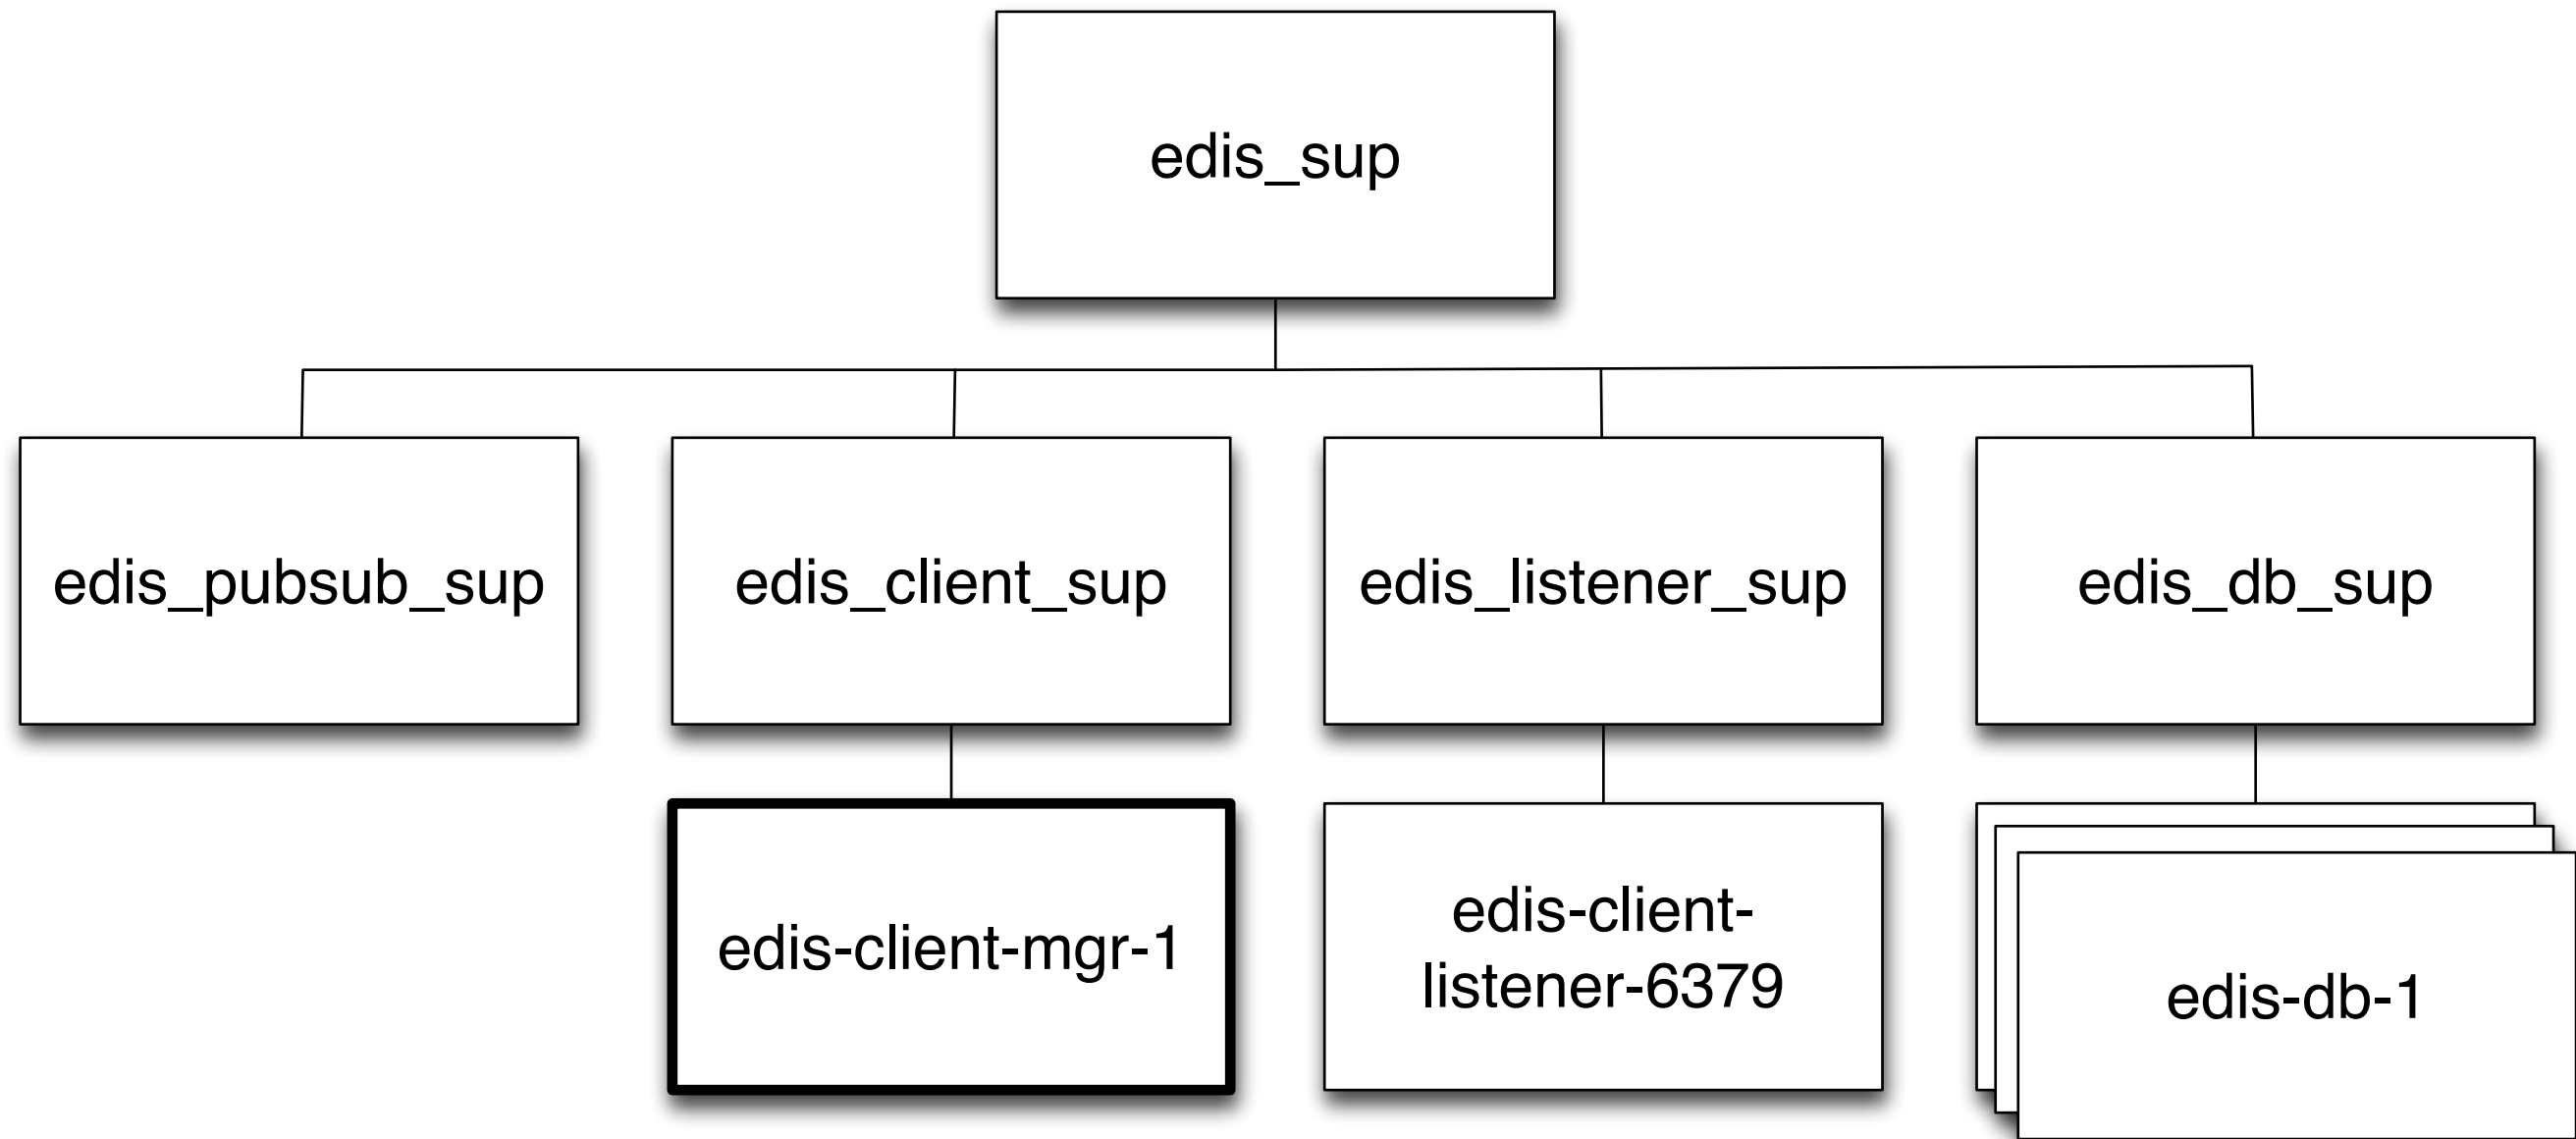 edis_sup
edis_pubsub_sup
edis_client_sup
edis_listener_sup
edis_db_sup
edis-client-mgr-1
edis-client-
listener-6379
edis-db-1